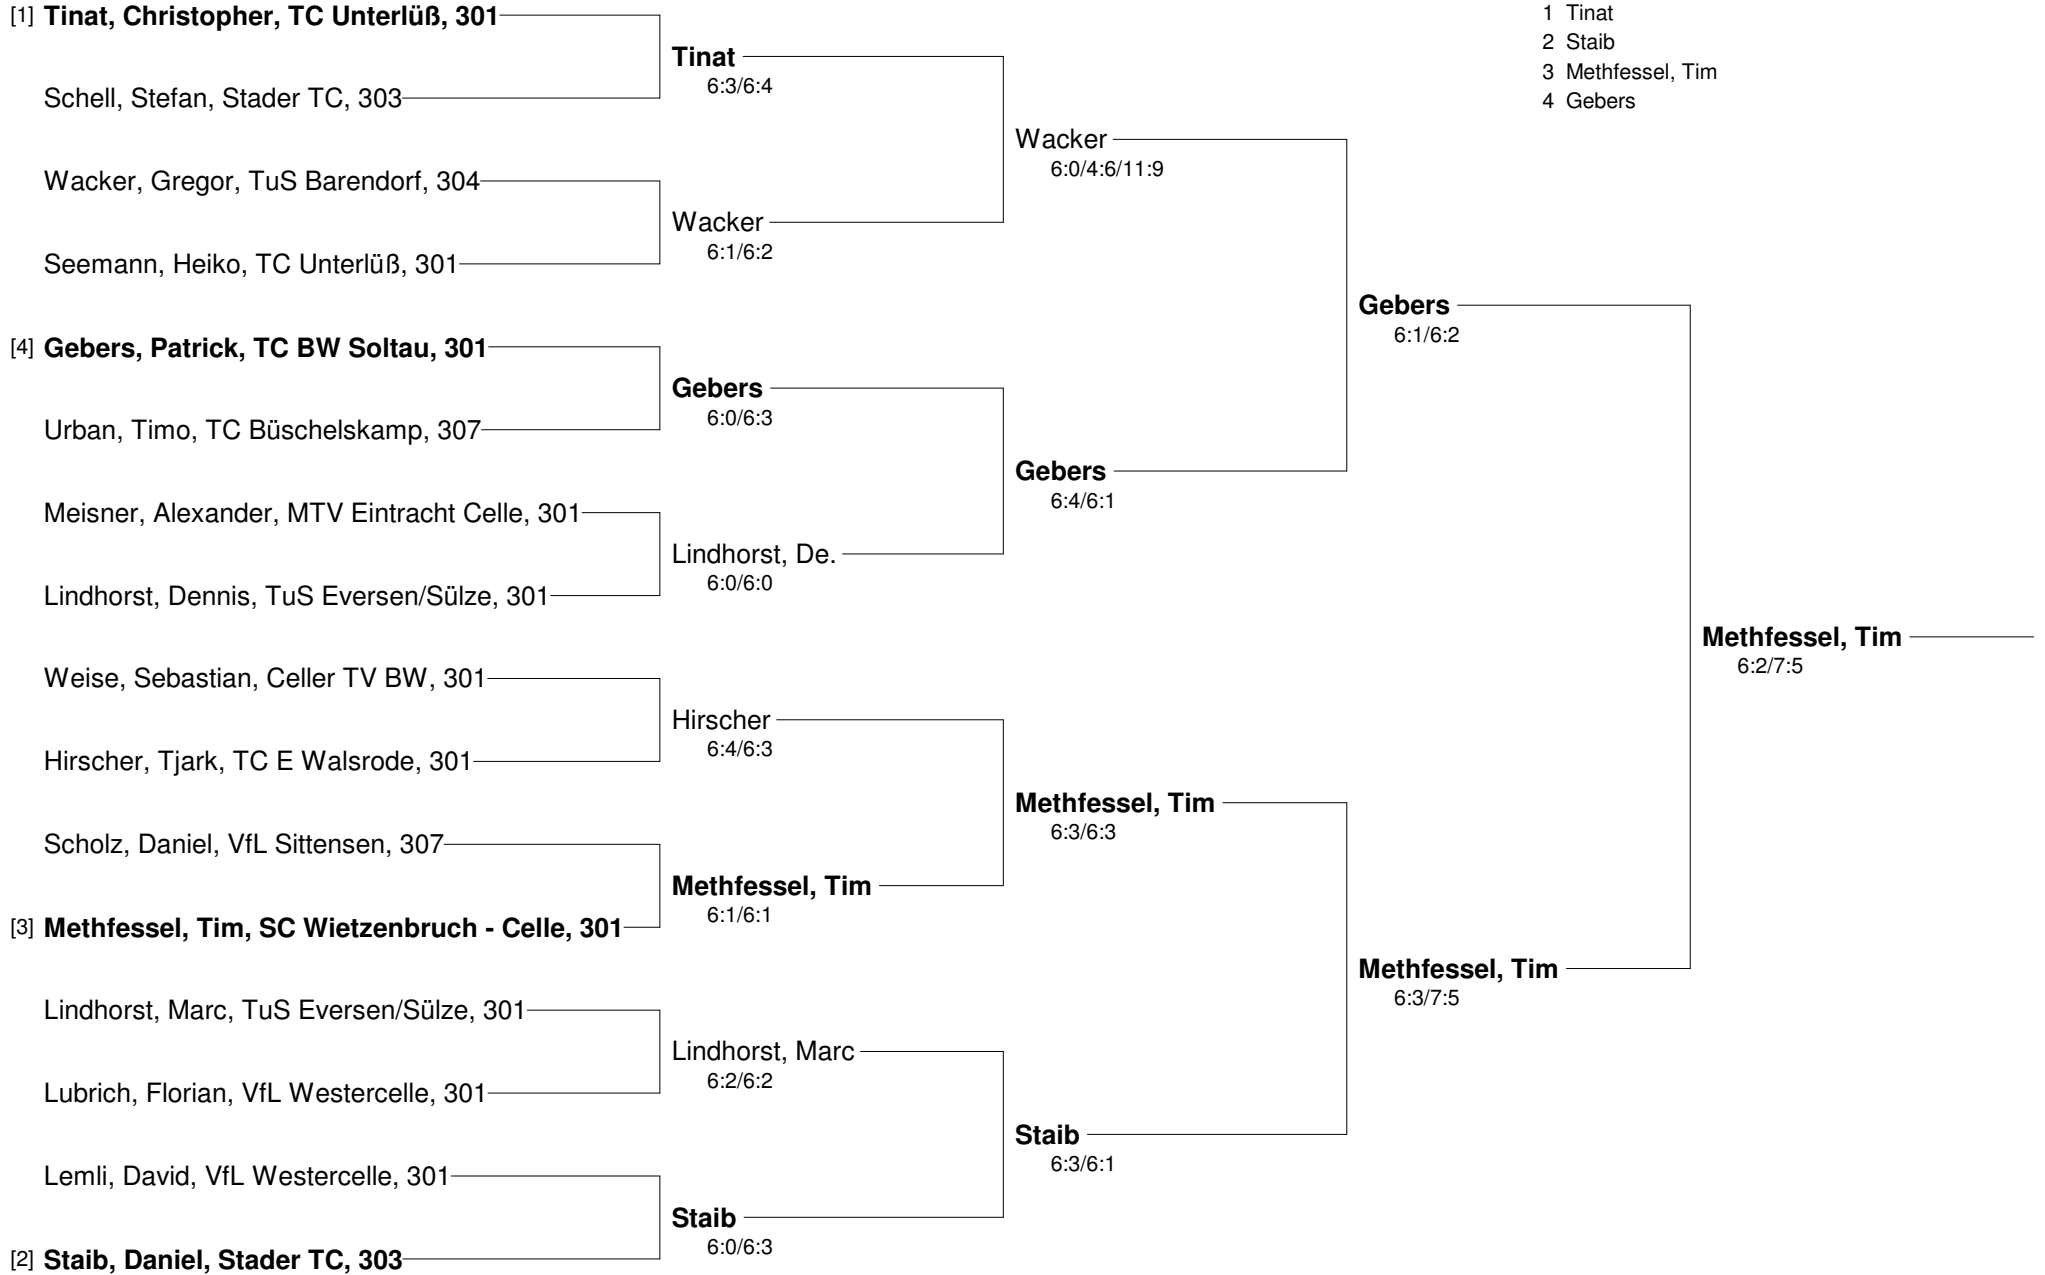 [1] Tinat, Christopher, TC Unterlüß, 301
Schell, Stefan, Stader TC, 303
Wacker, Gregor, TuS Barendorf, 304
Seemann, Heiko, TC Unterlüß, 301
[4] Gebers, Patrick, TC BW Soltau, 301
Urban, Timo, TC Büschelskamp, 307
Meisner, Alexander, MTV Eintracht Celle, 301
Lindhorst, Dennis, TuS Eversen/Sülze, 301
Weise, Sebastian, Celler TV BW, 301
Hirscher, Tjark, TC E Walsrode, 301
Scholz, Daniel, VfL Sittensen, 307
[3] Methfessel, Tim, SC Wietzenbruch - Celle, 301
Lindhorst, Marc, TuS Eversen/Sülze, 301
Lubrich, Florian, VfL Westercelle, 301
Lemli, David, VfL Westercelle, 301
[2] Staib, Daniel, Stader TC, 303
Tinat
6:3/6:4
Wacker
6:1/6:2
Gebers
6:0/6:3
Lindhorst, De.
6:0/6:0
Hirscher
6:4/6:3
Methfessel, Tim
6:1/6:1
Lindhorst, Marc
6:2/6:2
Staib
6:0/6:3
Wacker
6:0/4:6/11:9
Gebers
6:4/6:1
Methfessel, Tim
6:3/6:3
Staib
6:3/6:1
Gebers
6:1/6:2
Methfessel, Tim
6:3/7:5
Methfessel, Tim
6:2/7:5
1 Tinat
2 Staib
3 Methfessel, Tim
4 Gebers